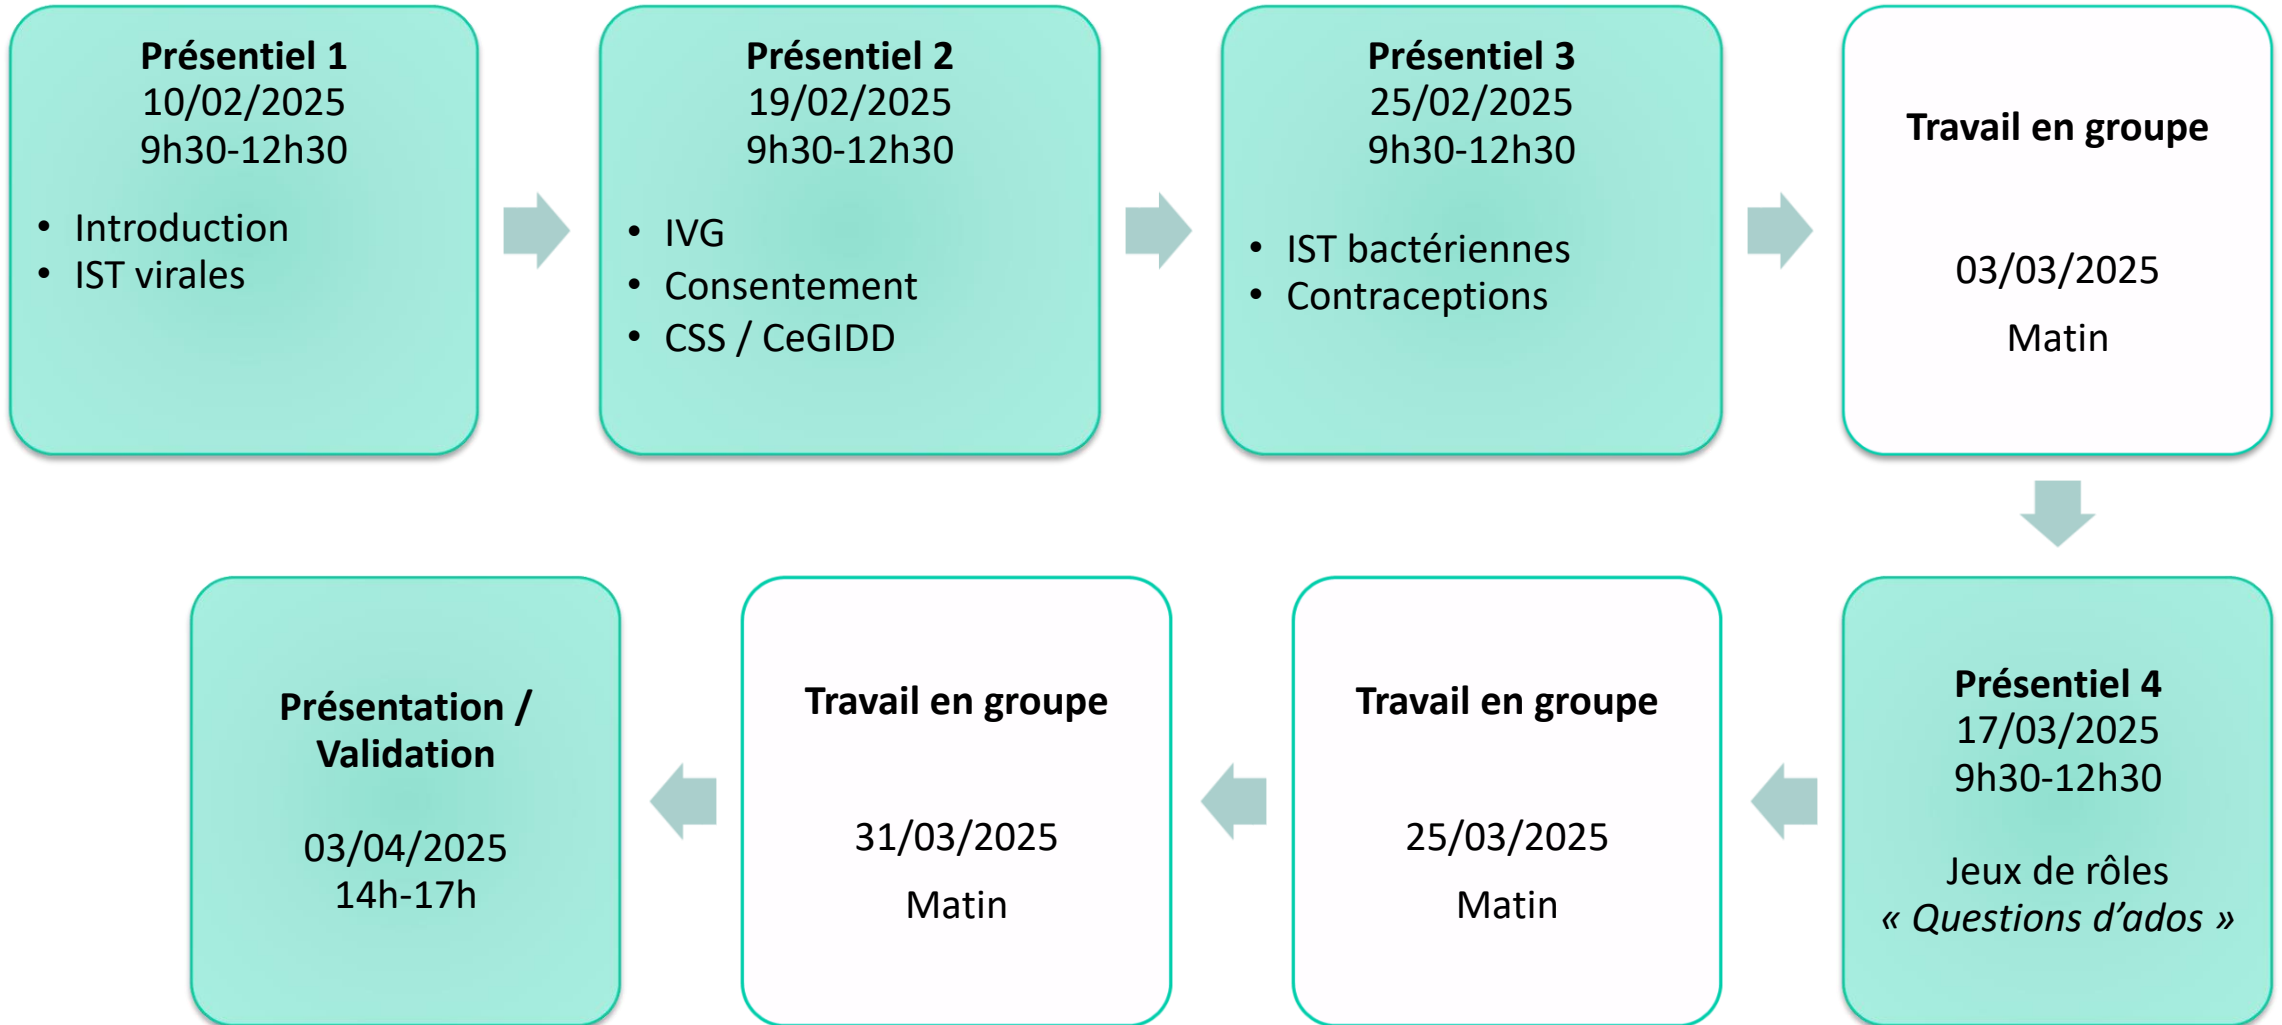 Présentiel 1
10/02/2025
9h30-12h30
• Introduction
• IST virales
Présentiel 2
19/02/2025
9h30-12h30
• IVG
• Consentement
• CSS / CeGIDD
Présentiel 3
25/02/2025
9h30-12h30
• IST bactériennes
• Contraceptions
Travail en groupe
03/03/2025
Matin
Présentiel 4
17/03/2025
9h30-12h30
Jeux de rôles
« Questions d’ados »
Travail en groupe
25/03/2025
Matin
Travail en groupe
31/03/2025
Matin
Présentation /
Validation
03/04/2025
14h-17h